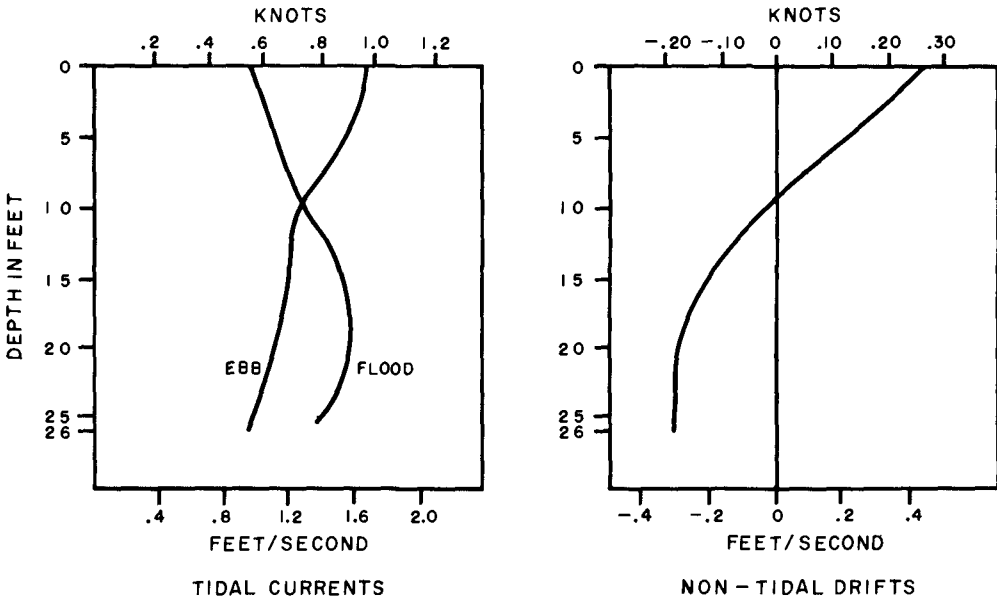 KNOTS
.2 .4 .6 .8 1.0 1.2
0
5
10
15
20
25
26
DEPTH IN FEET
EBB
FLOOD
.4 .8 1.2 1.6 2.0
FEET/SECOND
TIDAL CURRENTS
KNOTS
-.20 -.10 0 .10 .20 .30
0
5
10
15
20
25
26
-.4 -.2 0 .2 .4
FEET/SECOND
NON-TIDAL DRIFTS